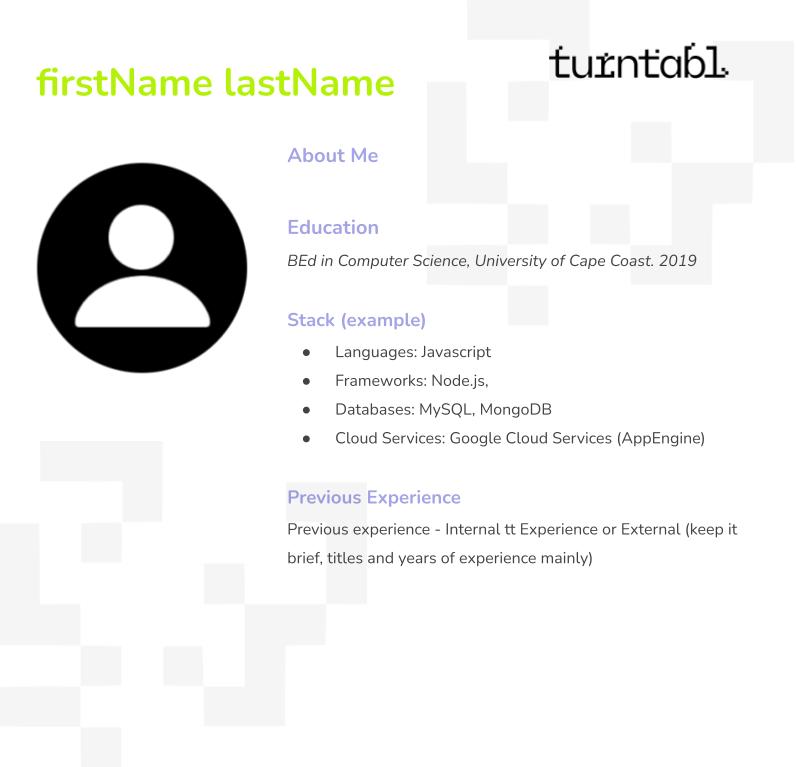 firstName lastName
turntabl
About Me
Education
BEd in Computer Science, University of Cape Coast. 2019
Stack (example)
● Languages: Javascript
● Frameworks: Node.js,
● Databases: MySQL, MongoDB
● Cloud Services: Google Cloud Services (AppEngine)
Previous Experience
Previous experience - Internal tt Experience or External (keep it
brief, titles and years of experience mainly)